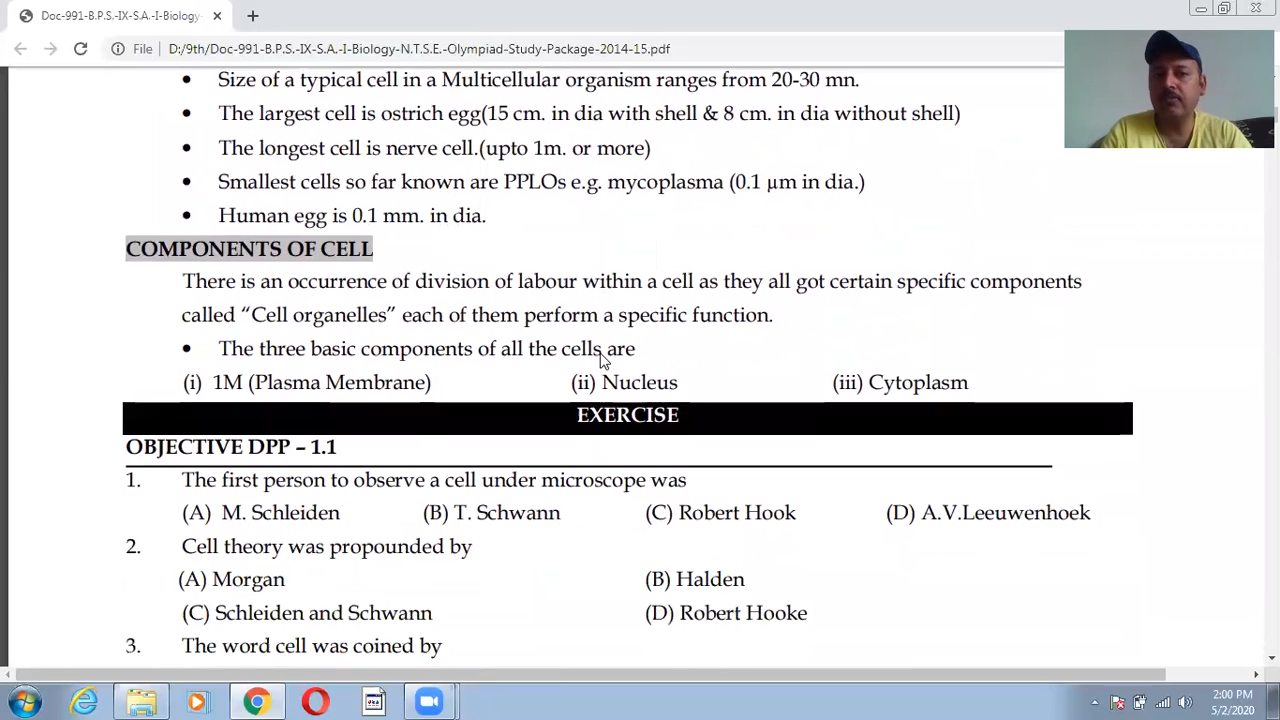 Doc-991-B.P.S.-IX-S.A.-I-Biology-
File D:/9th/Doc-991-B.P.S.-IX-S.A.-I-Biology-N.T.S.E.-Olympiad-Study-Package-2014-15.pdf
• Size of a typical cell in a Multicellular organism ranges from 20-30 mn.
• The largest cell is ostrich egg(15 cm. in dia with shell & 8 cm. in dia without shell)
• The longest cell is nerve cell.(upto 1m. or more)
• Smallest cells so far known are PPLOs e.g. mycoplasma (0.1 µm in dia.)
• Human egg is 0.1 mm. in dia.
COMPONENTS OF CELL
There is an occurrence of division of labour within a cell as they all got certain specific components
called “Cell organelles” each of them perform a specific function.
• The three basic components of all the cells are
(i) 1M (Plasma Membrane) (ii) Nucleus (iii) Cytoplasm
EXERCISE
OBJECTIVE DPP – 1.1
1. The first person to observe a cell under microscope was
(A) M. Schleiden (B) T. Schwann (C) Robert Hook (D) A.V.Leeuwenhoek
2. Cell theory was propounded by
(A) Morgan (B) Halden
(C) Schleiden and Schwann (D) Robert Hooke
3. The word cell was coined by
2:00 PM
5/2/2020